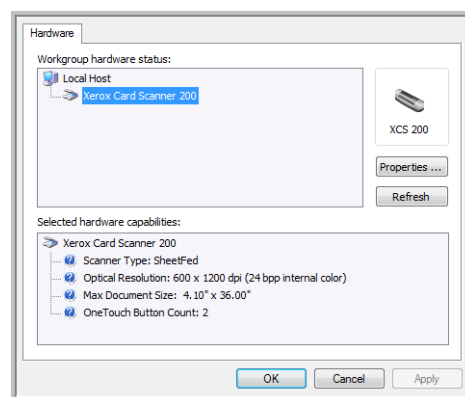 Hardware
Workgroup hardware status:
Local Host
Xerox Card Scanner 200
XCS 200
Properties ...
Refresh
Selected hardware capabilities:
Xerox Card Scanner 200
Scanner Type: SheetFed
Optical Resolution: 600 x 1200 dpi (24 bpp internal color)
Max Document Size: 4.10" x 36.00"
OneTouch Button Count: 2
OK Cancel Apply